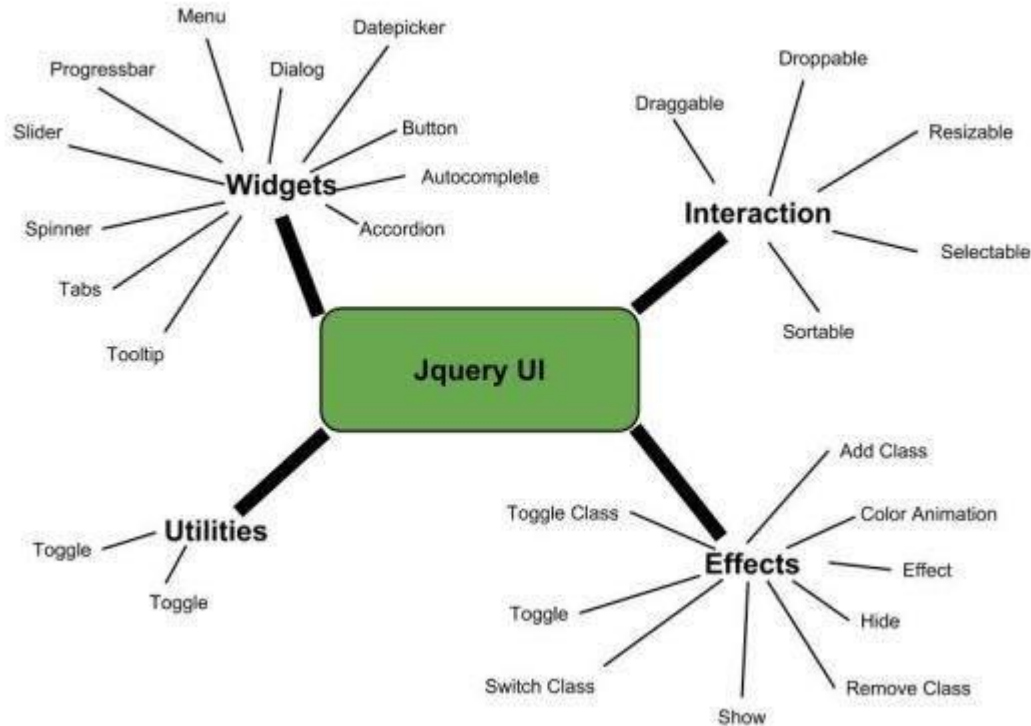 Menu
Datepicker
Progressbar
Dialog
Slider
Button
Widgets
Autocomplete
Spinner
Accordion
Tabs
Tooltip
Droppable
Draggable
Resizable
Interaction
Selectable
Sortable
Jquery UI
Utilities
Toggle
Toggle
Add Class
Toggle Class
Color Animation
Effects
Effect
Toggle
Hide
Switch Class
Remove Class
Show